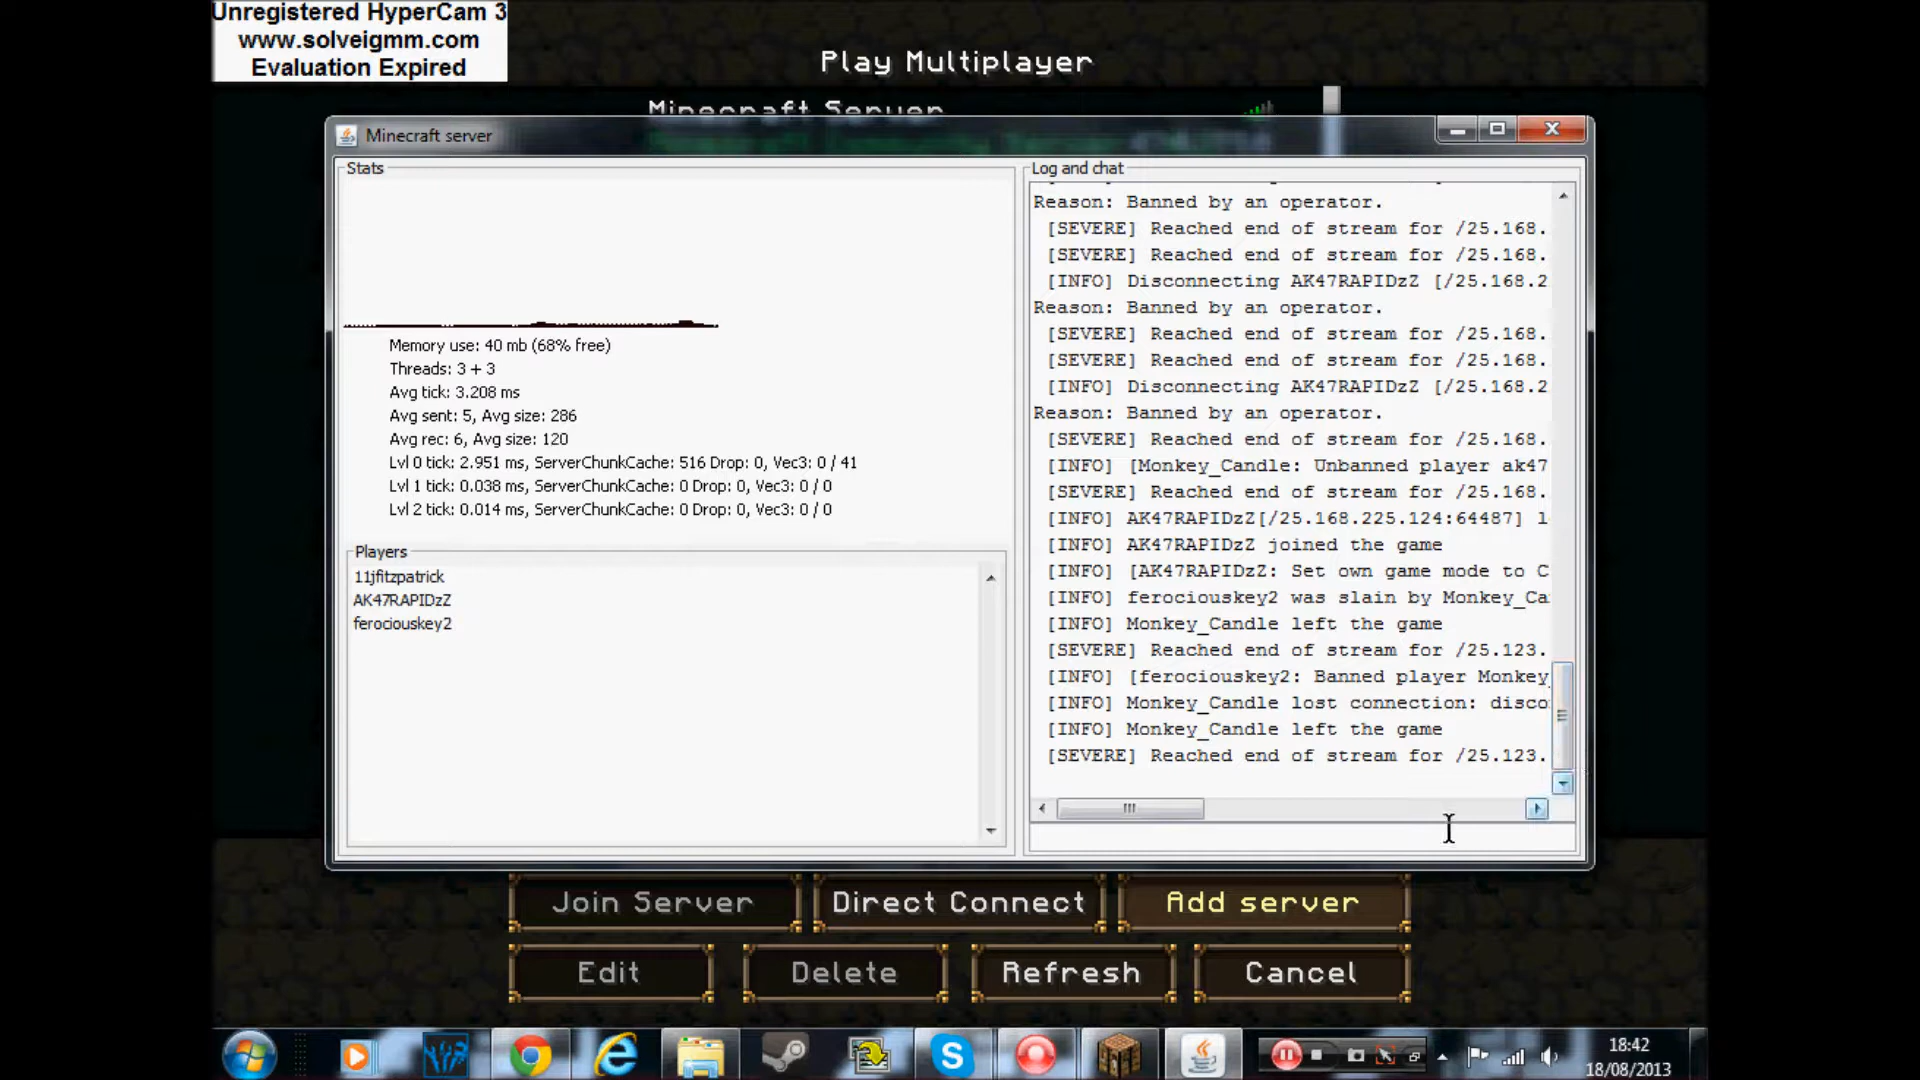 Unregistered HyperCam 3
www.solveigmm.com
Evaluation Expired
Play Multiplayer
Minecraft Server
Minecraft server
Stats
Memory use: 40 mb (68% free)
Threads: 3 + 3
Avg tick: 3.208 ms
Avg sent: 5, Avg size: 286
Avg rec: 6, Avg size: 120
Lvl 0 tick: 2.951 ms, ServerChunkCache: 516 Drop: 0, Vec3: 0 / 41
Lvl 1 tick: 0.038 ms, ServerChunkCache: 0 Drop: 0, Vec3: 0 / 0
Lvl 2 tick: 0.014 ms, ServerChunkCache: 0 Drop: 0, Vec3: 0 / 0
Players
11jfitzpatrick
AK47RAPIDzZ
ferociouskey2
Log and chat
Reason: Banned by an operator.
[SEVERE] Reached end of stream for /25.168.
[SEVERE] Reached end of stream for /25.168.
[INFO] Disconnecting AK47RAPIDzZ [/25.168.2
Reason: Banned by an operator.
[SEVERE] Reached end of stream for /25.168.
[SEVERE] Reached end of stream for /25.168.
[INFO] Disconnecting AK47RAPIDzZ [/25.168.2
Reason: Banned by an operator.
[SEVERE] Reached end of stream for /25.168.
[INFO] [Monkey_Candle: Unbanned player ak47
[SEVERE] Reached end of stream for /25.168.
[INFO] AK47RAPIDzZ[/25.168.225.124:64487] l
[INFO] AK47RAPIDzZ joined the game
[INFO] [AK47RAPIDzZ: Set own game mode to C
[INFO] ferociouskey2 was slain by Monkey_Ca
[INFO] Monkey_Candle left the game
[SEVERE] Reached end of stream for /25.123.
[INFO] [ferociouskey2: Banned player Monkey_
[INFO] Monkey_Candle lost connection: disco
[INFO] Monkey_Candle left the game
[SEVERE] Reached end of stream for /25.123.
Join Server
Direct Connect
Add server
Edit
Delete
Refresh
Cancel
18:42
18/08/2013